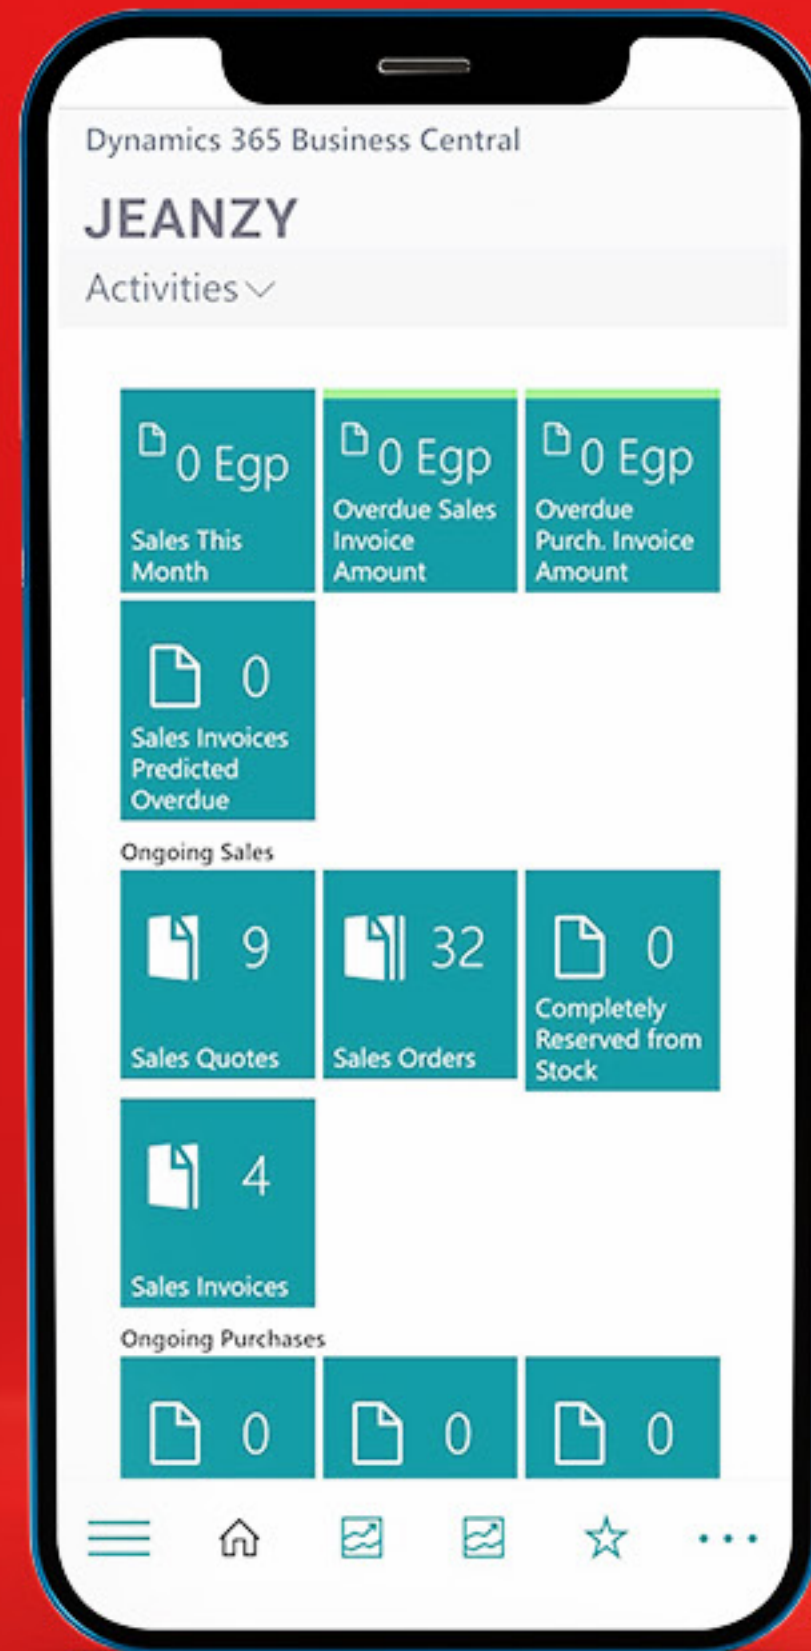 Dynamics 365 Business Central
JEANZY
Activities
0 Egp
Sales This
Month
0 Egp
Overdue Sales
Invoice
Amount
0 Egp
Overdue
Purch. Invoice
Amount
0
Sales Invoices
Predicted
Overdue
Ongoing Sales
9
Sales Quotes
32
Sales Orders
0
Completely
Reserved from
Stock
4
Sales Invoices
Ongoing Purchases
0
0
0